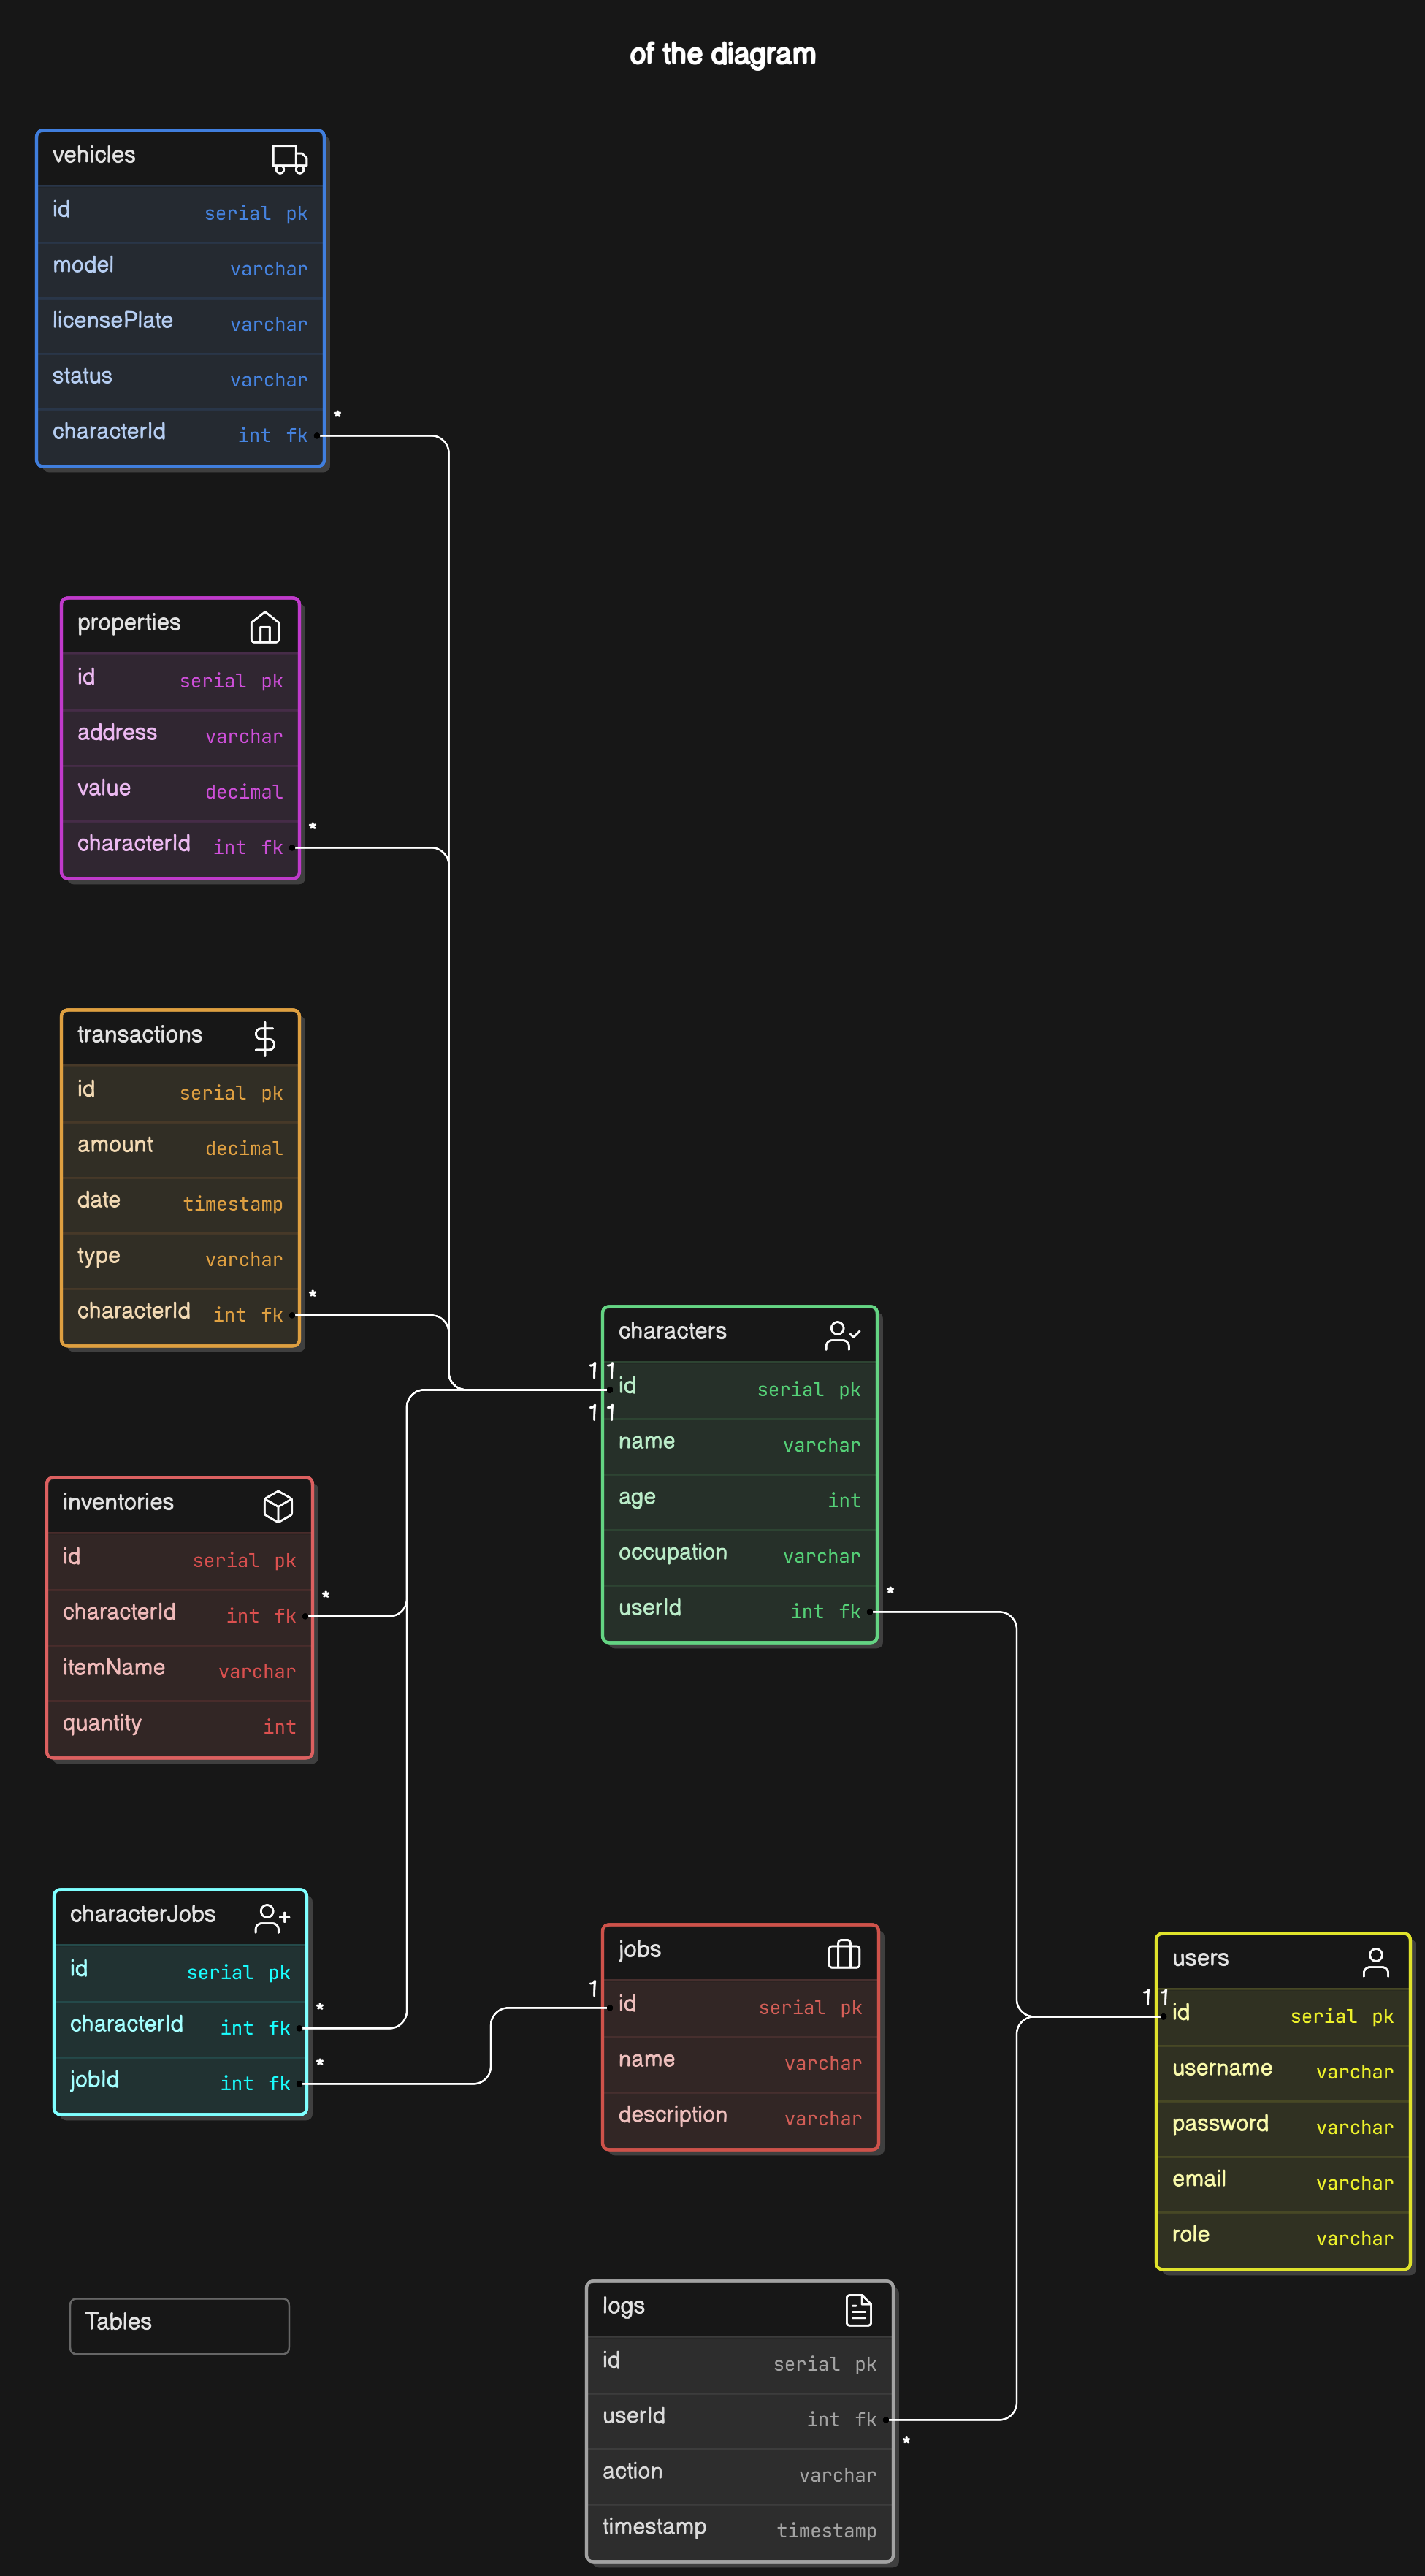 of the diagram
vehicles
id serial pk
model varchar
licensePlate varchar
status varchar
characterId int fk
*
properties
id serial pk
address varchar
value decimal
characterId int fk
*
transactions
id serial pk
amount decimal
date timestamp
type varchar
characterId int fk
*
characters
1 1
id serial pk
1 1
name varchar
age int
occupation varchar
userId int fk
*
inventories
id serial pk
characterId int fk
*
itemName varchar
quantity int
characterJobs
id serial pk
*
characterId int fk
*
jobId int fk
jobs
1
id serial pk
name varchar
description varchar
users
1 1
id serial pk
username varchar
password varchar
email varchar
role varchar
Tables
logs
id serial pk
userId int fk
*
action varchar
timestamp timestamp